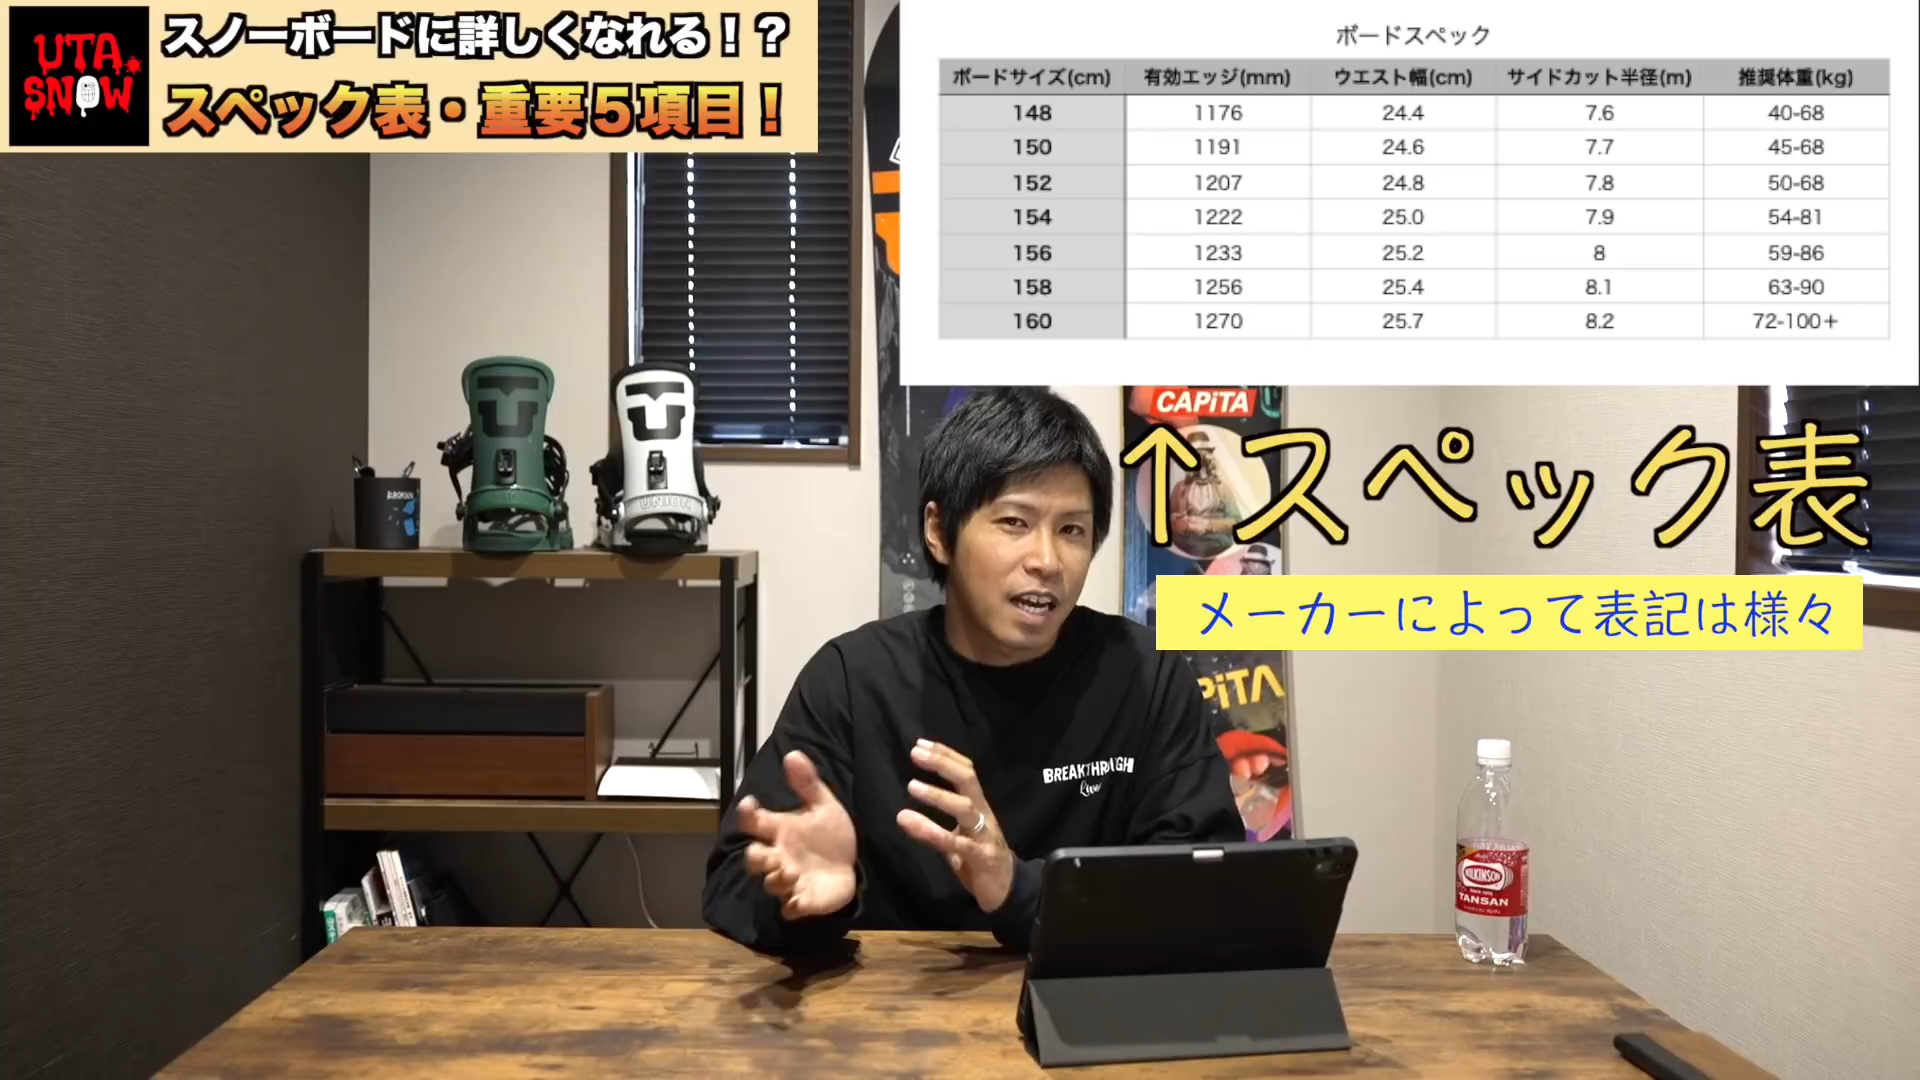 UTA
SNOW
スノーボードに詳しくなれる！？
スペック表・重要５項目！
ボードスペック
ボードサイズ(cm) 有効エッジ(mm) ウエスト幅(cm) サイドカット半径(m) 推奨体重(kg)
148 1176 24.4 7.6 40-68
150 1191 24.6 7.7 45-68
152 1207 24.8 7.8 50-68
154 1222 25.0 7.9 54-81
156 1233 25.2 8 59-86
158 1256 25.4 8.1 63-90
160 1270 25.7 8.2 72-100＋
CAPiTA
↑スペック表
メーカーによって表記は様々
UNION
PiTA
BREAKTHROUGH
WILKINSON
TANSAN